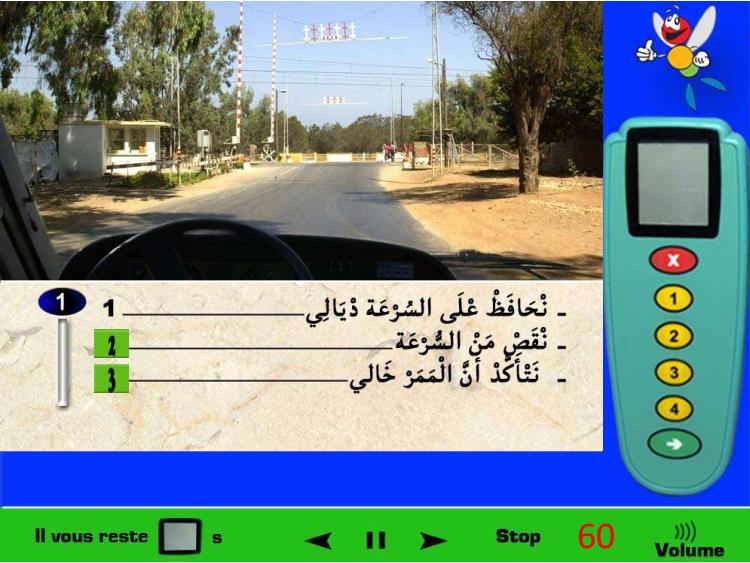 1 - نْحَافَظْ عْلَى السُرْعَة دْيَالِي 1
2 - نْقَصْ مَنْ السُّرْعَة
3 - نَتْأَكَّدْ أَنَّ الْمَمَرْ خَالي
X
1
2
3
4
Il vous reste s Stop 60 Volume